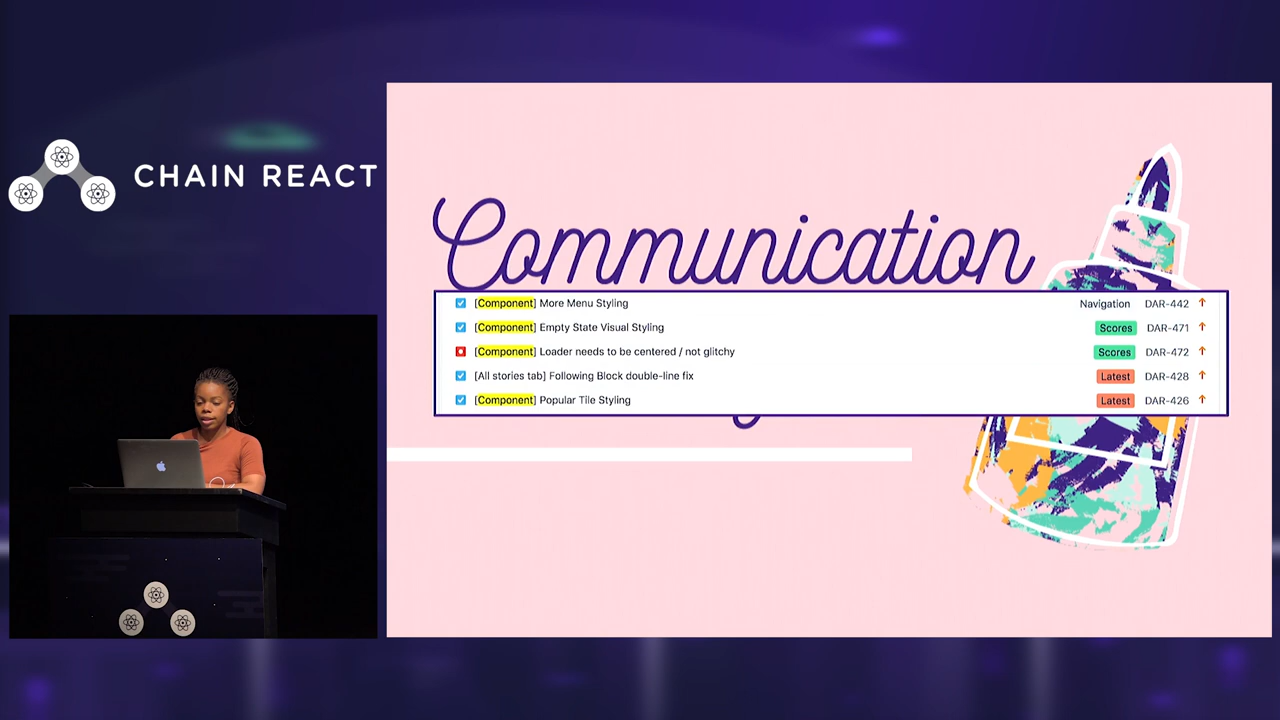 CHAIN REACT
Communication
[Component] More Menu Styling Navigation DAR-442
[Component] Empty State Visual Styling Scores DAR-471
[Component] Loader needs to be centered / not glitchy Scores DAR-472
[All stories tab] Following Block double-line fix Latest DAR-428
[Component] Popular Tile Styling Latest DAR-426